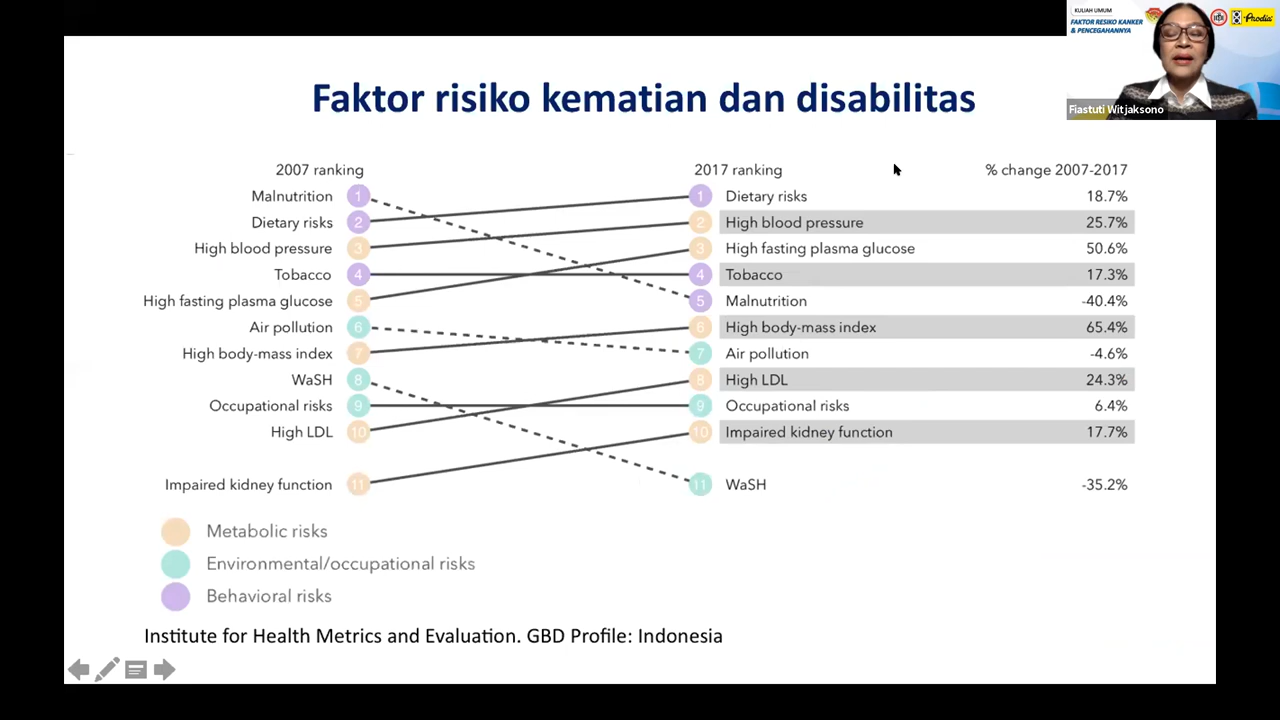 KULIAH UMUM
FAKTOR RESIKO KANKER
& PENCEGAHANNYA
Prodia
Fiastuti Witjaksono
Faktor risiko kematian dan disabilitas
2007 ranking 2017 ranking % change 2007-2017
Malnutrition 1 1 Dietary risks 18.7%
Dietary risks 2 2 High blood pressure 25.7%
High blood pressure 3 3 High fasting plasma glucose 50.6%
Tobacco 4 4 Tobacco 17.3%
High fasting plasma glucose 5 5 Malnutrition -40.4%
Air pollution 6 6 High body-mass index 65.4%
High body-mass index 7 7 Air pollution -4.6%
WaSH 8 8 High LDL 24.3%
Occupational risks 9 9 Occupational risks 6.4%
High LDL 10 10 Impaired kidney function 17.7%
Impaired kidney function 11 11 WaSH -35.2%
Metabolic risks
Environmental/occupational risks
Behavioral risks
Institute for Health Metrics and Evaluation. GBD Profile: Indonesia